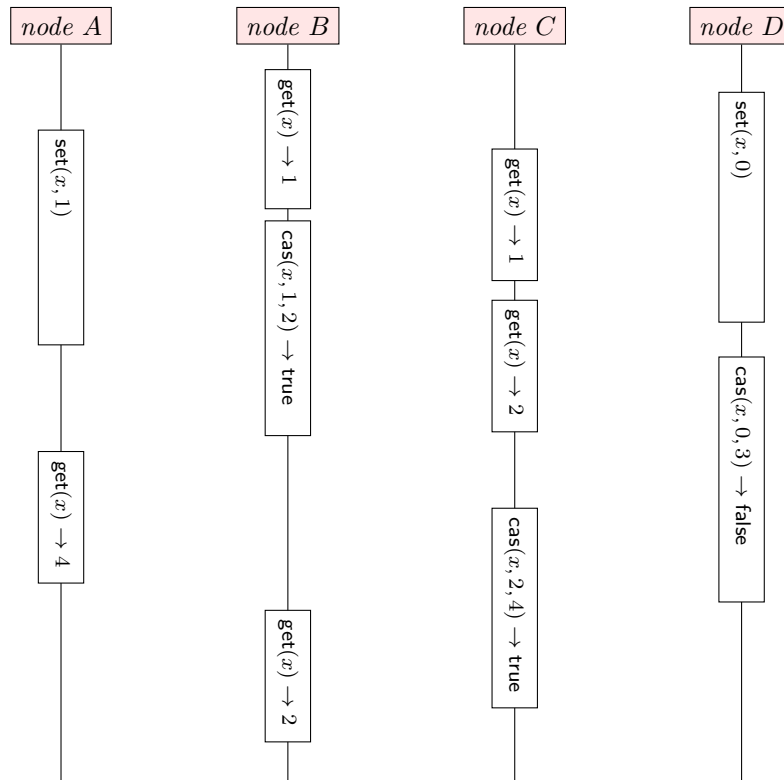 node A
node B
node C
node D
set(x, 1)
get(x) → 4
get(x) → 1
cas(x, 1, 2) → true
get(x) → 2
get(x) → 1
get(x) → 2
cas(x, 2, 4) → true
set(x, 0)
cas(x, 0, 3) → false